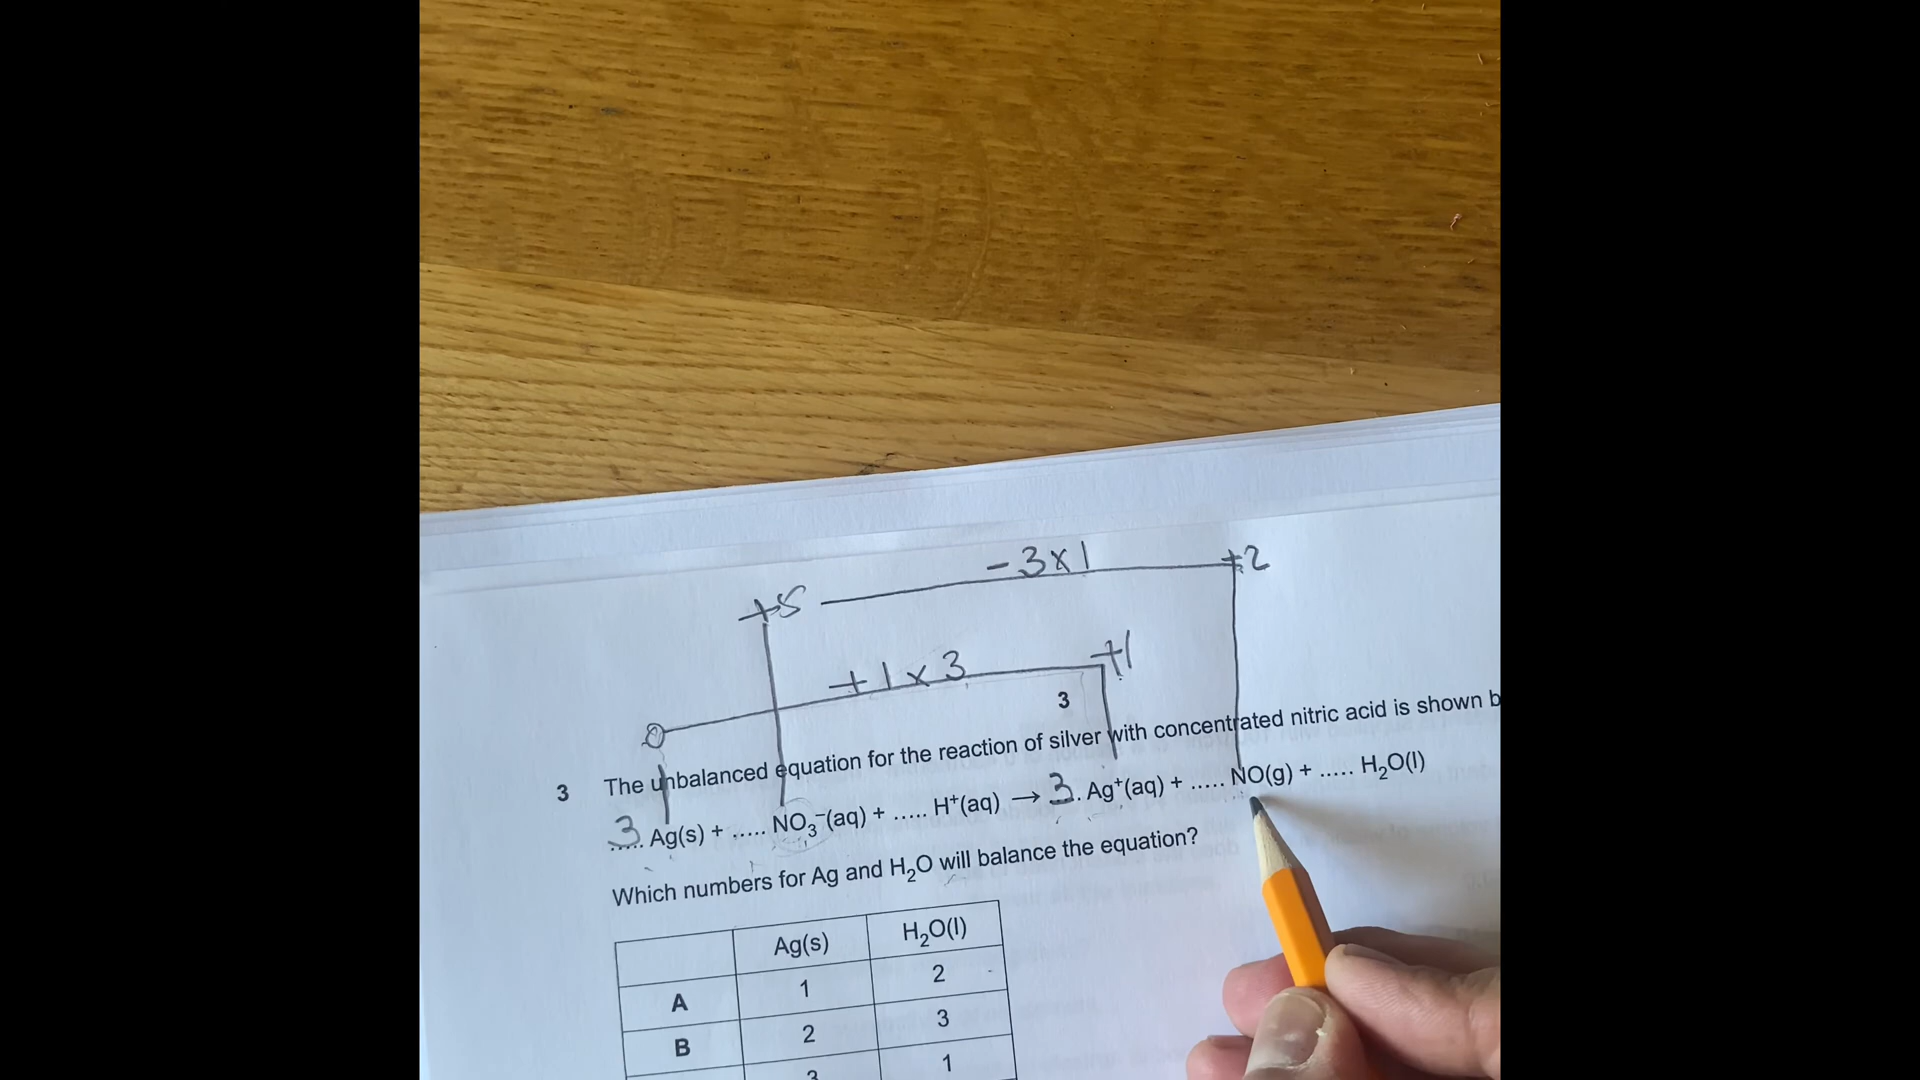 -3x1 +2
+5
+1x3 +1
0
3
3 The unbalanced equation for the reaction of silver with concentrated nitric acid is shown b
3 Ag(s) + ..... NO₃⁻(aq) + ..... H⁺(aq) → 3 Ag⁺(aq) + ..... NO(g) + ..... H₂O(l)
Which numbers for Ag and H₂O will balance the equation?
Ag(s) H₂O(l)
A 1 2
B 2 3
3 1